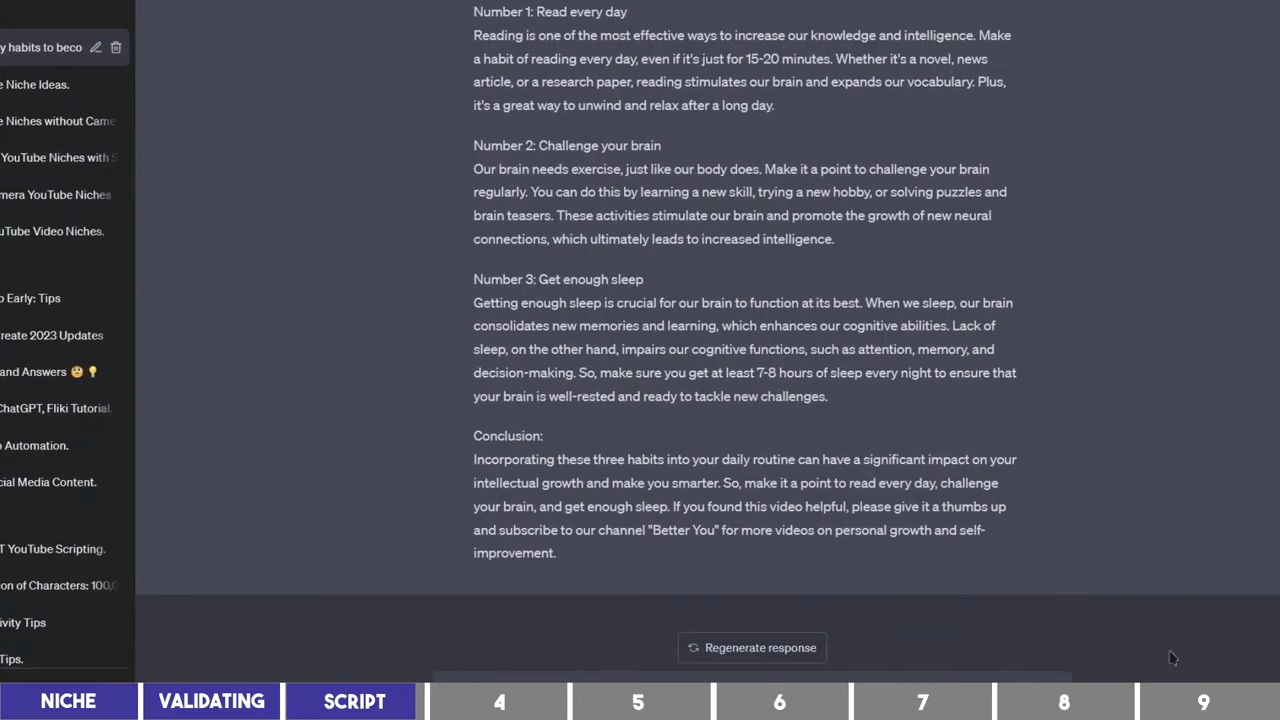 Number 1: Read every day
Reading is one of the most effective ways to increase our knowledge and intelligence. Make
a habit of reading every day, even if it's just for 15-20 minutes. Whether it's a novel, news
article, or a research paper, reading stimulates our brain and expands our vocabulary. Plus,
it's a great way to unwind and relax after a long day.
Number 2: Challenge your brain
Our brain needs exercise, just like our body does. Make it a point to challenge your brain
regularly. You can do this by learning a new skill, trying a new hobby, or solving puzzles and
brain teasers. These activities stimulate our brain and promote the growth of new neural
connections, which ultimately leads to increased intelligence.
Number 3: Get enough sleep
Getting enough sleep is crucial for our brain to function at its best. When we sleep, our brain
consolidates new memories and learning, which enhances our cognitive abilities. Lack of
sleep, on the other hand, impairs our cognitive functions, such as attention, memory, and
decision-making. So, make sure you get at least 7-8 hours of sleep every night to ensure that
your brain is well-rested and ready to tackle new challenges.
Conclusion:
Incorporating these three habits into your daily routine can have a significant impact on your
intellectual growth and make you smarter. So, make it a point to read every day, challenge
your brain, and get enough sleep. If you found this video helpful, please give it a thumbs up
and subscribe to our channel "Better You" for more videos on personal growth and self-
improvement.
Regenerate response
y habits to beco
e Niche Ideas.
e Niches without Came
YouTube Niches with S
mera YouTube Niches
uTube Video Niches.
p Early: Tips
reate 2023 Updates
and Answers 🤔 💡
ChatGPT, Fliki Tutorial.
o Automation.
cial Media Content.
T YouTube Scripting.
on of Characters: 100,0
ivity Tips
Tips.
NICHE
VALIDATING
SCRIPT
4
5
6
7
8
9